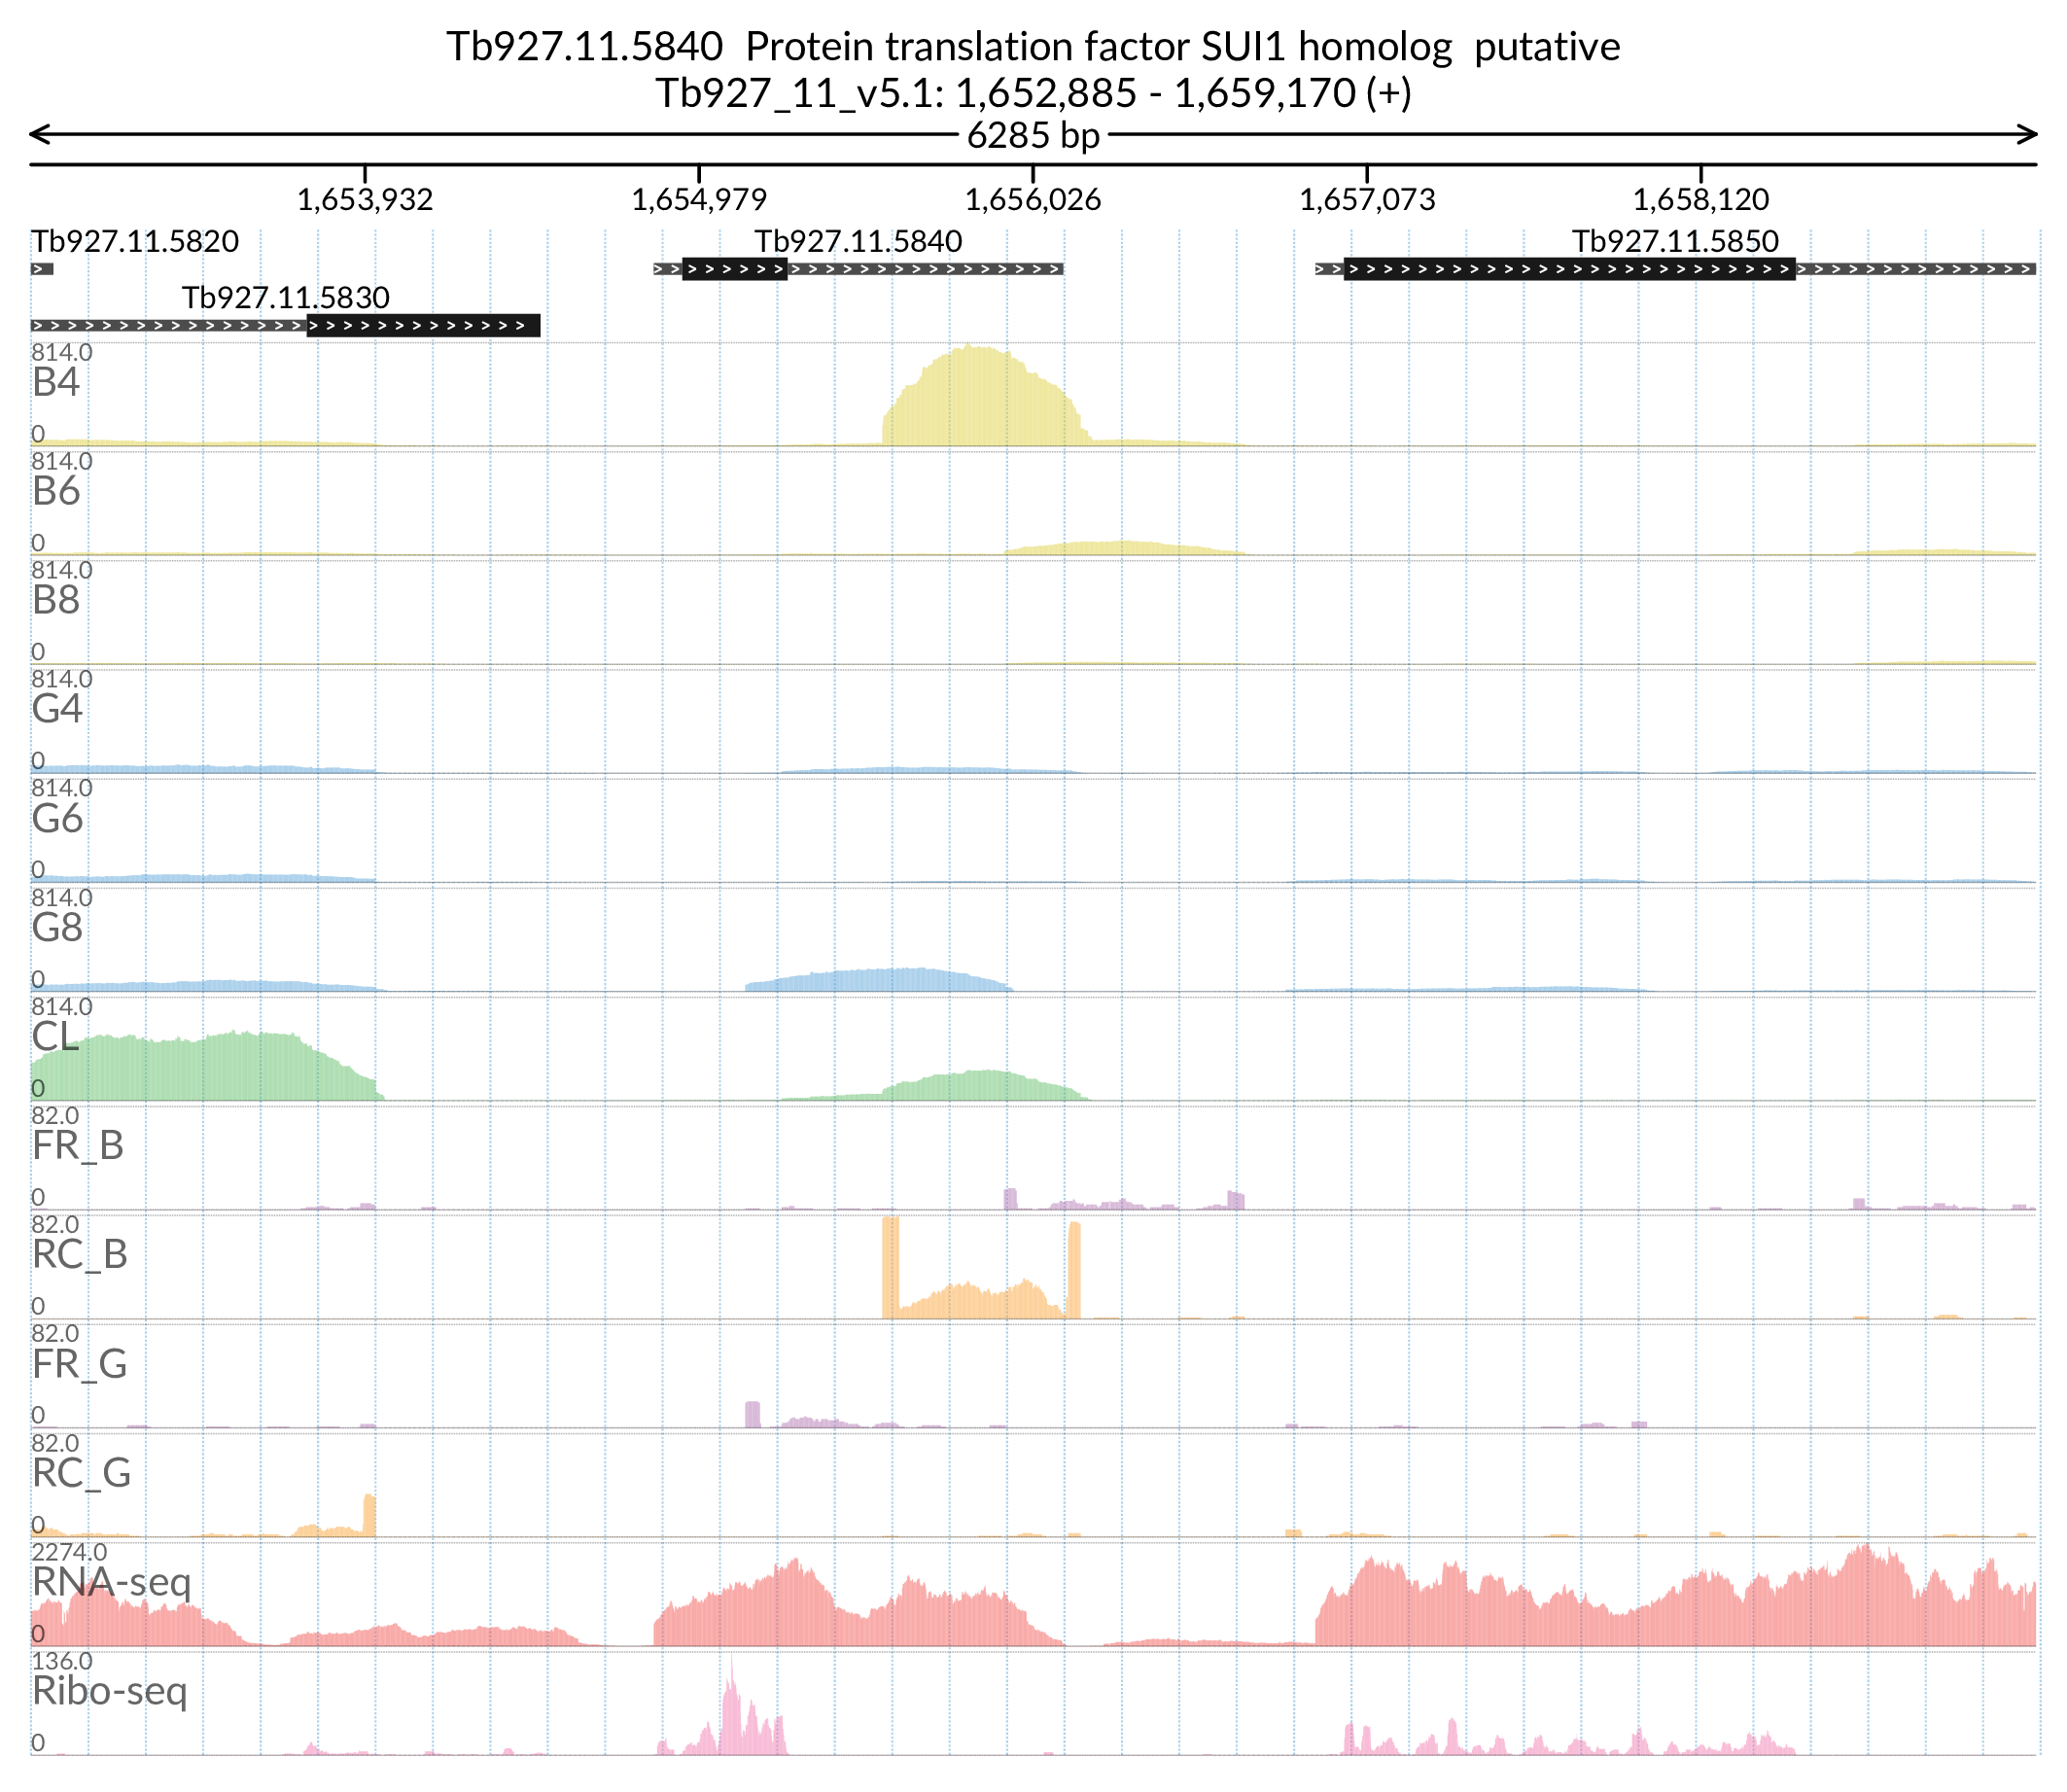 Tb927.11.5840  Protein translation factor SUI1 homolog  putative
Tb927_11_v5.1: 1,652,885 - 1,659,170 (+)
6285 bp
1,653,932 1,654,979 1,656,026 1,657,073 1,658,120
Tb927.11.5820 Tb927.11.5840 Tb927.11.5850
Tb927.11.5830
814.0
B4
0
814.0
B6
0
814.0
B8
0
814.0
G4
0
814.0
G6
0
814.0
G8
0
814.0
CL
0
82.0
FR_B
0
82.0
RC_B
0
82.0
FR_G
0
82.0
RC_G
0
2274.0
RNA-seq
0
136.0
Ribo-seq
0